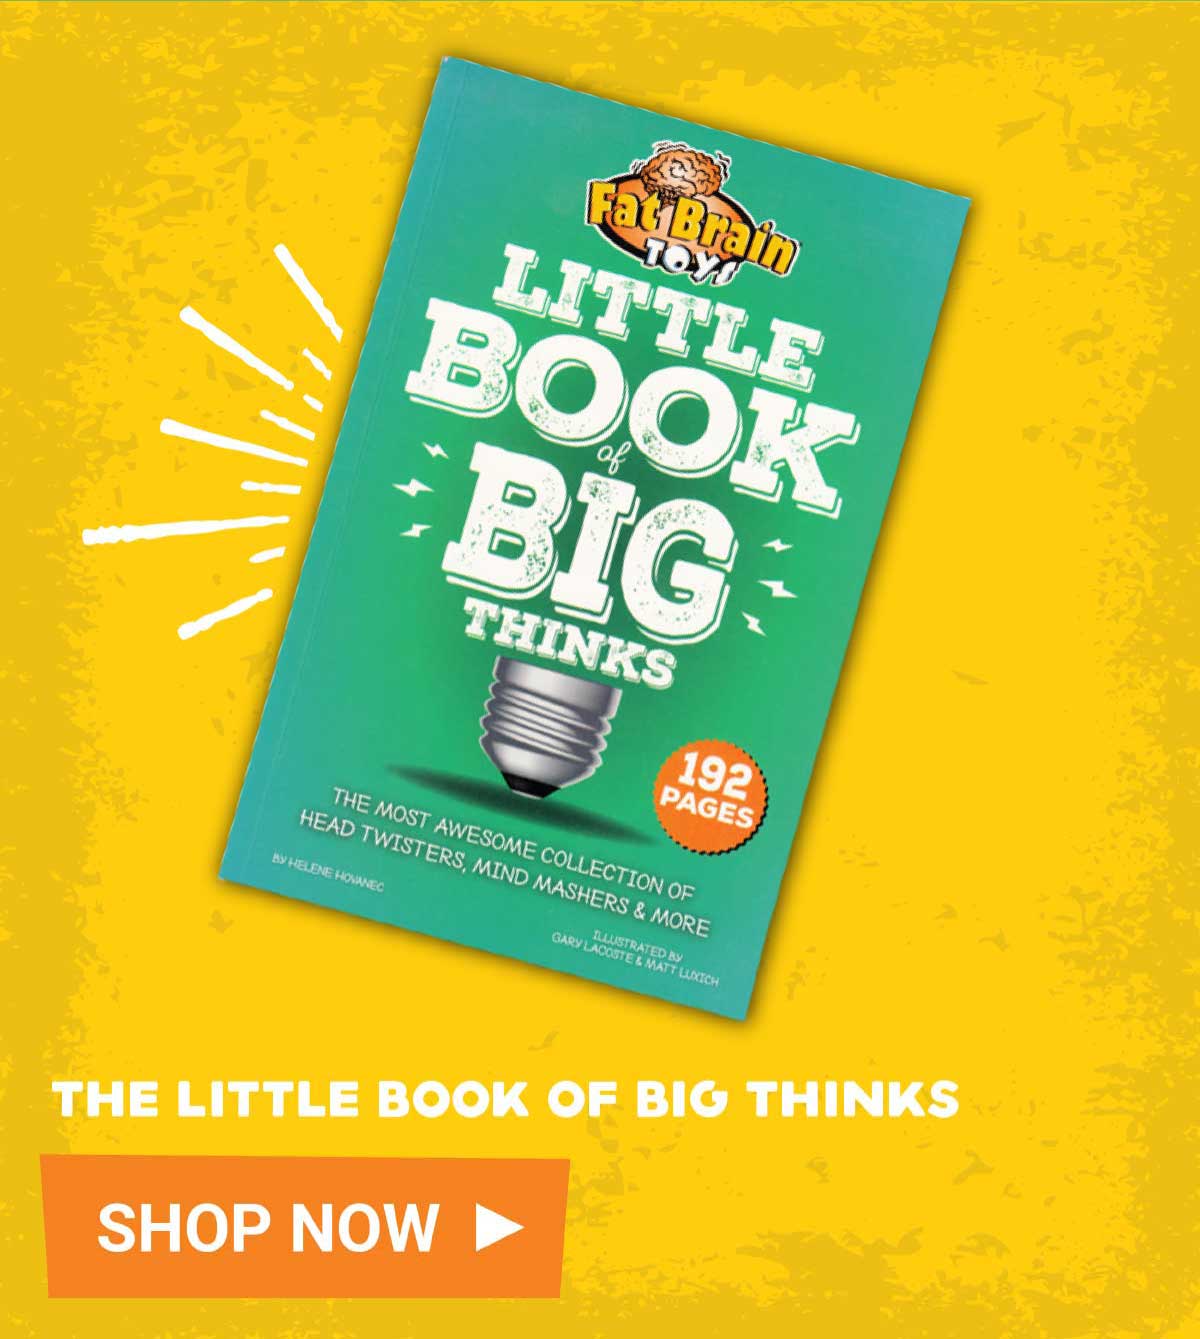 Fat Brain
TOYS
LITTLE
BOOK
of
BIG
THINKS
192
PAGES
THE MOST AWESOME COLLECTION OF
HEAD TWISTERS, MIND MASHERS & MORE
BY HELENE HOVANEC
ILLUSTRATED BY
GARY LACOSTE & MATT LUXICH
THE LITTLE BOOK OF BIG THINKS
SHOP NOW